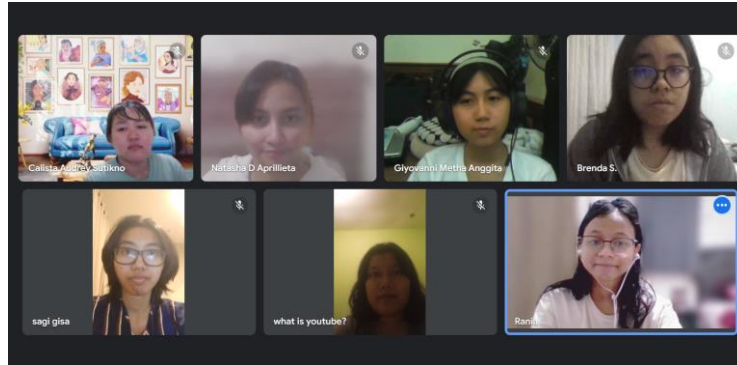 Calista Audrey Sutikno
Natasha D Aprillieta
Giyovanni Metha Anggita
Brenda S.
sagi gisa
what is youtube?
Rania